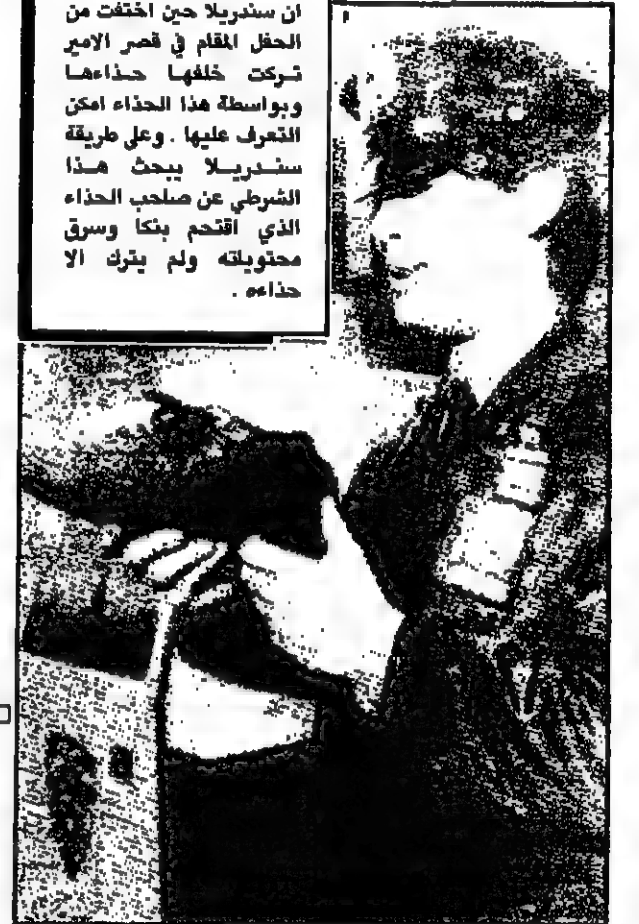 ان سندريلا حين اختفت من
الحفل المقام في قصر الامير
تركت خلفها حذاءها
وبواسطة هذا الحذاء امكن
التعرف عليها . وعلى طريقة
سندريلا يبحث هذا
الشرطي عن صاحب الحذاء
الذي اقتحم بنكا وسرق
محتوياته ولم يترك الا
حذاءه .